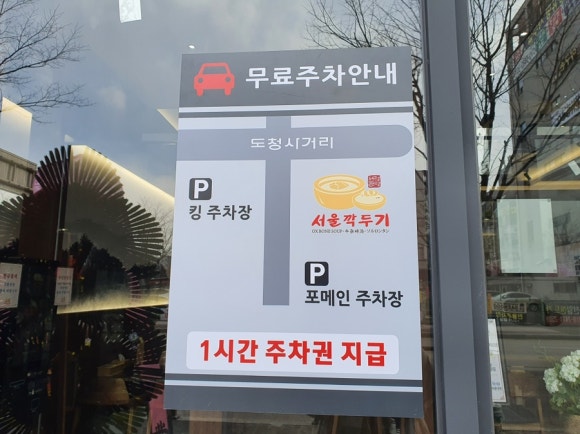 무료주차안내
도청사거리
P
킹 주차장
서울깍두기
P
포메인 주차장
1시간 주차권 지급